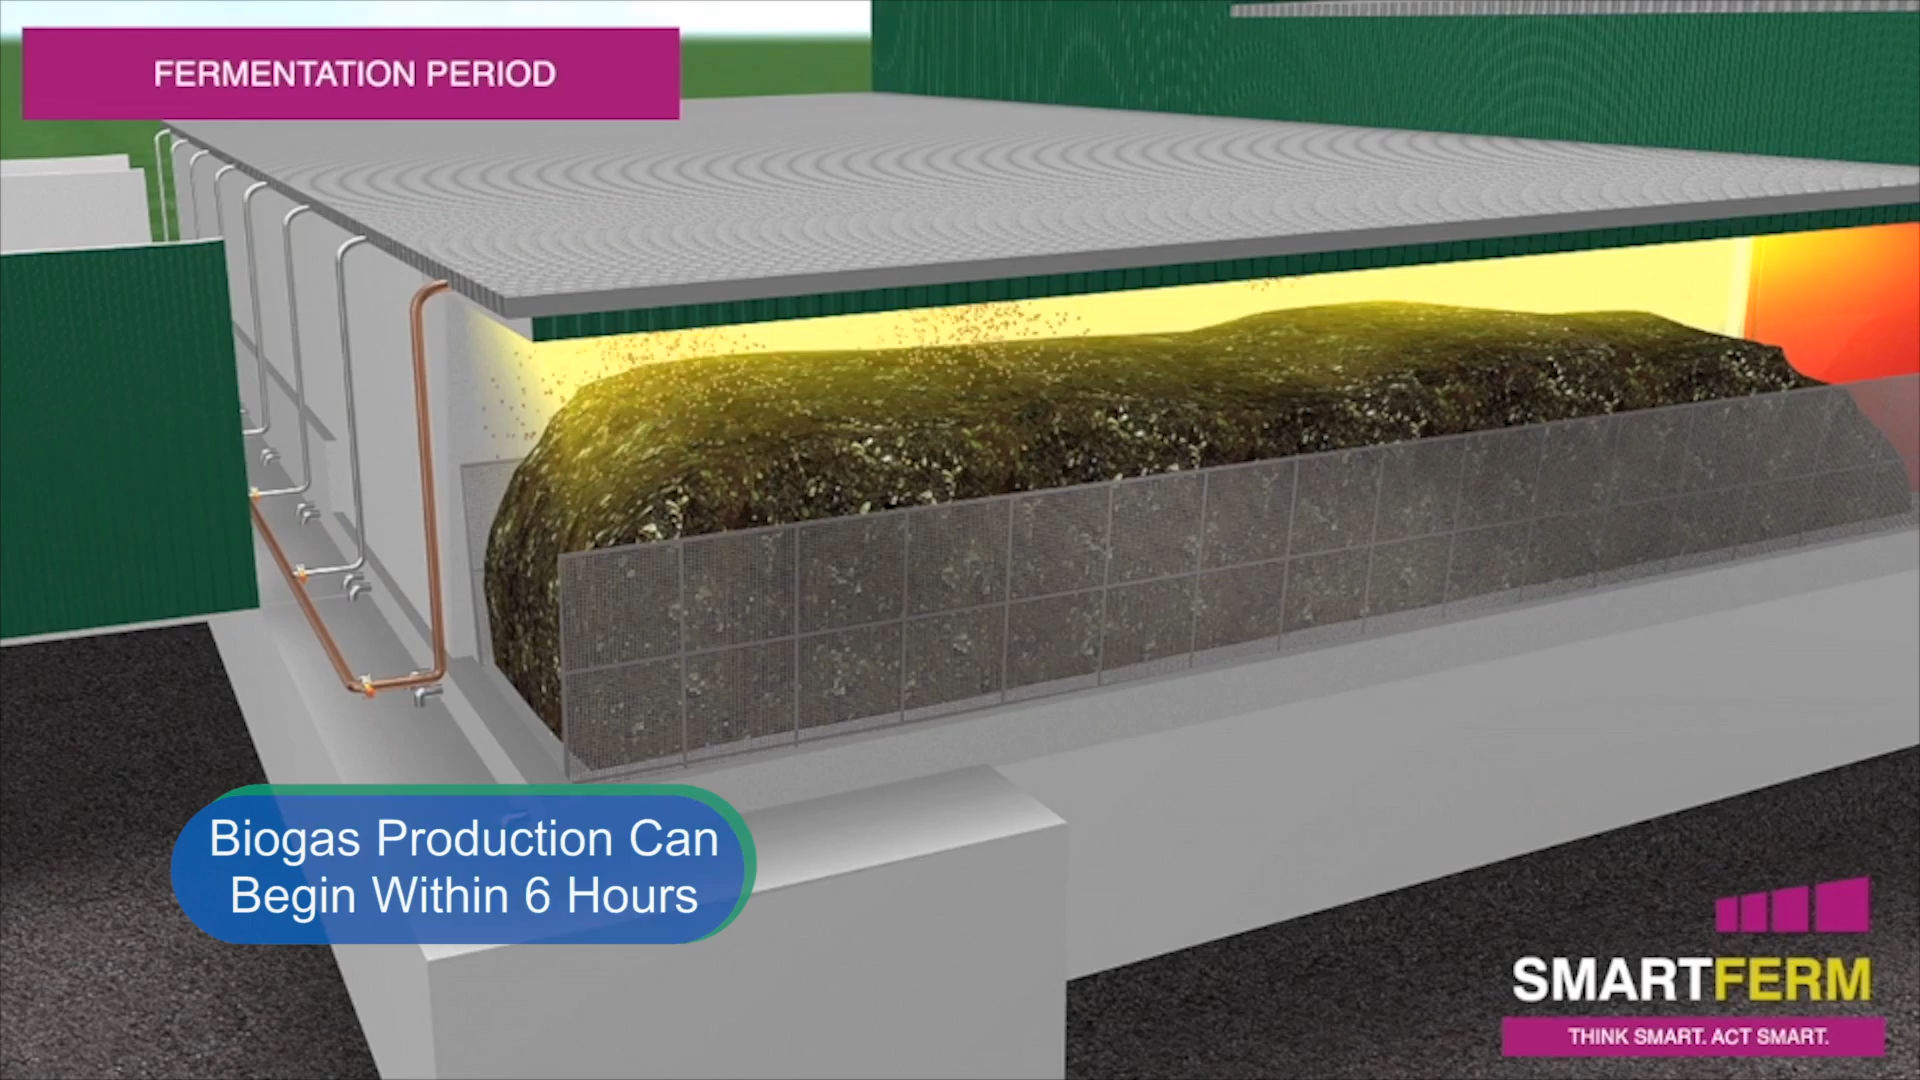 FERMENTATION PERIOD
Biogas Production Can
Begin Within 6 Hours
SMARTFERM
THINK SMART. ACT SMART.